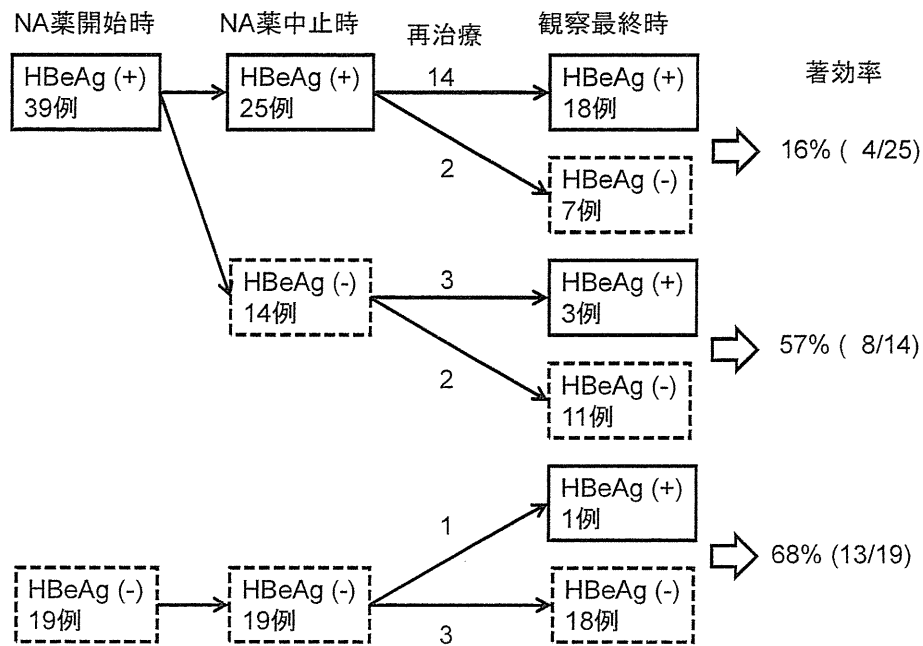 NA薬開始時
NA薬中止時
再治療
観察最終時
著効率
HBeAg (+)
39例
HBeAg (+)
25例
14
HBeAg (+)
18例
2
HBeAg (-)
7例
16% ( 4/25)
HBeAg (-)
14例
3
HBeAg (+)
3例
2
HBeAg (-)
11例
57% ( 8/14)
HBeAg (-)
19例
HBeAg (-)
19例
1
HBeAg (+)
1例
3
HBeAg (-)
18例
68% (13/19)